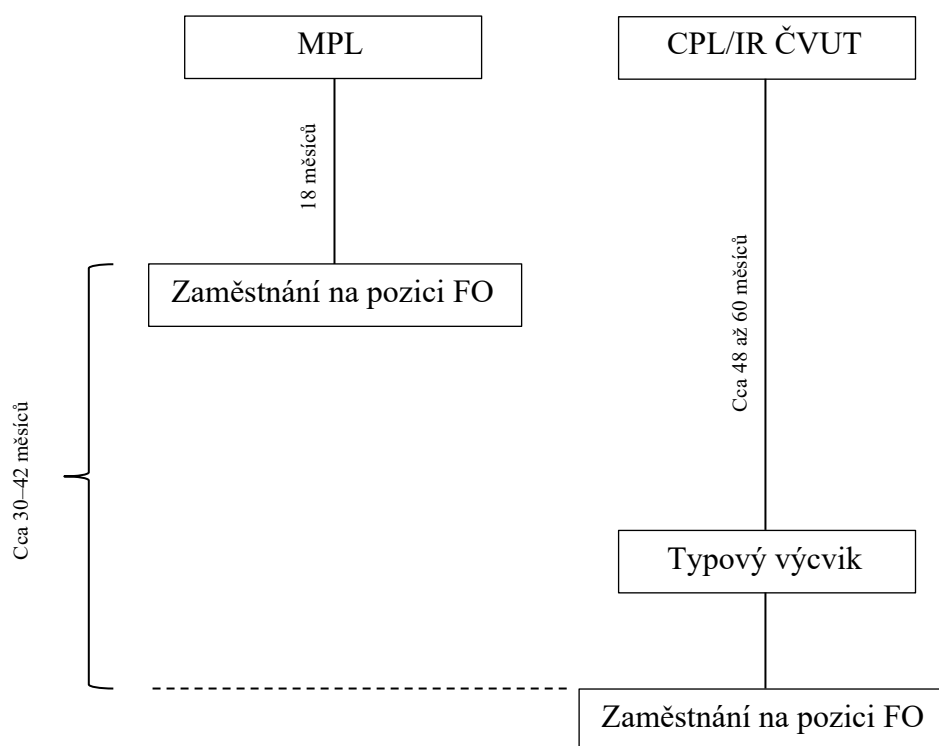 MPL
CPL/IR ČVUT
18 měsíců
Zaměstnání na pozici FO
Cca 48 až 60 měsíců
Cca 30–42 měsíců
Typový výcvik
Zaměstnání na pozici FO